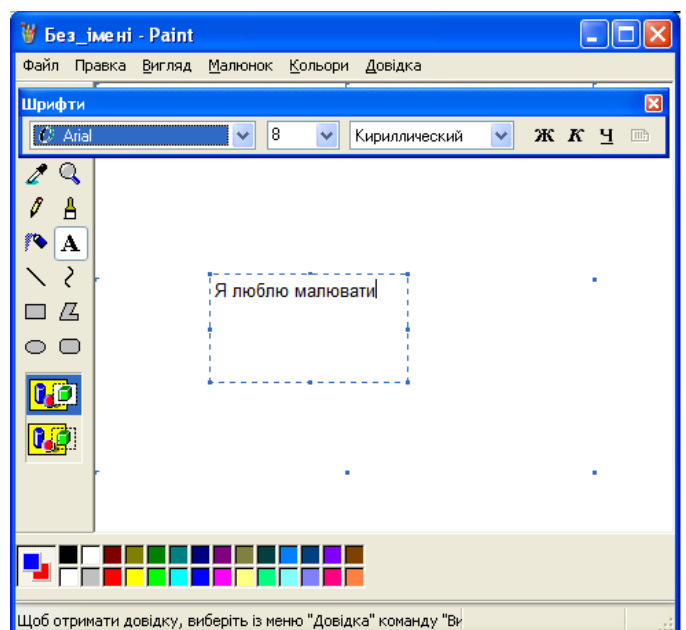 Без_імені - Paint
Файл Правка Вигляд Малюнок Кольори Довідка
Шрифти
Arial 8 Кириллический Ж К Ч
A
Я люблю малювати
Щоб отримати довідку, виберіть із меню "Довідка" команду "Ви